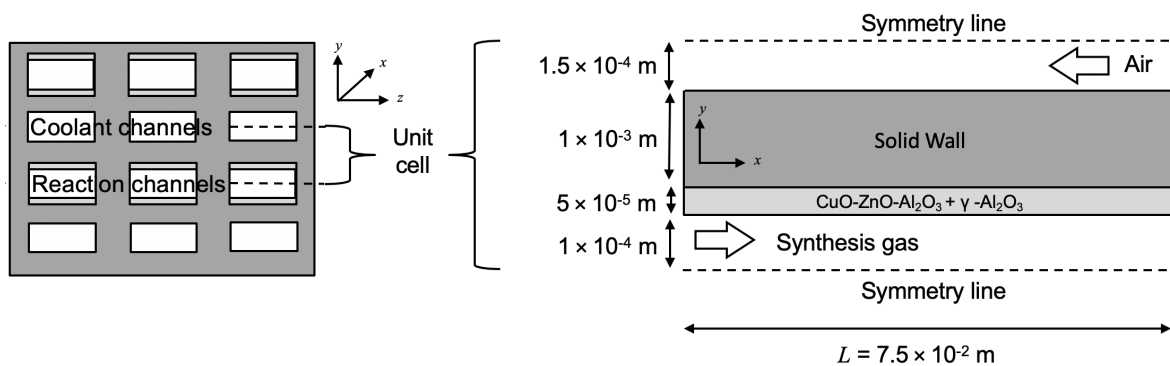 y
x
z
Coolant channels
Reaction channels
Unit
cell
Symmetry line
1.5 × 10⁻⁴ m
Air
1 × 10⁻³ m
y
x
Solid Wall
5 × 10⁻⁵ m
CuO-ZnO-Al₂O₃ + γ -Al₂O₃
1 × 10⁻⁴ m
Synthesis gas
Symmetry line
L = 7.5 × 10⁻² m